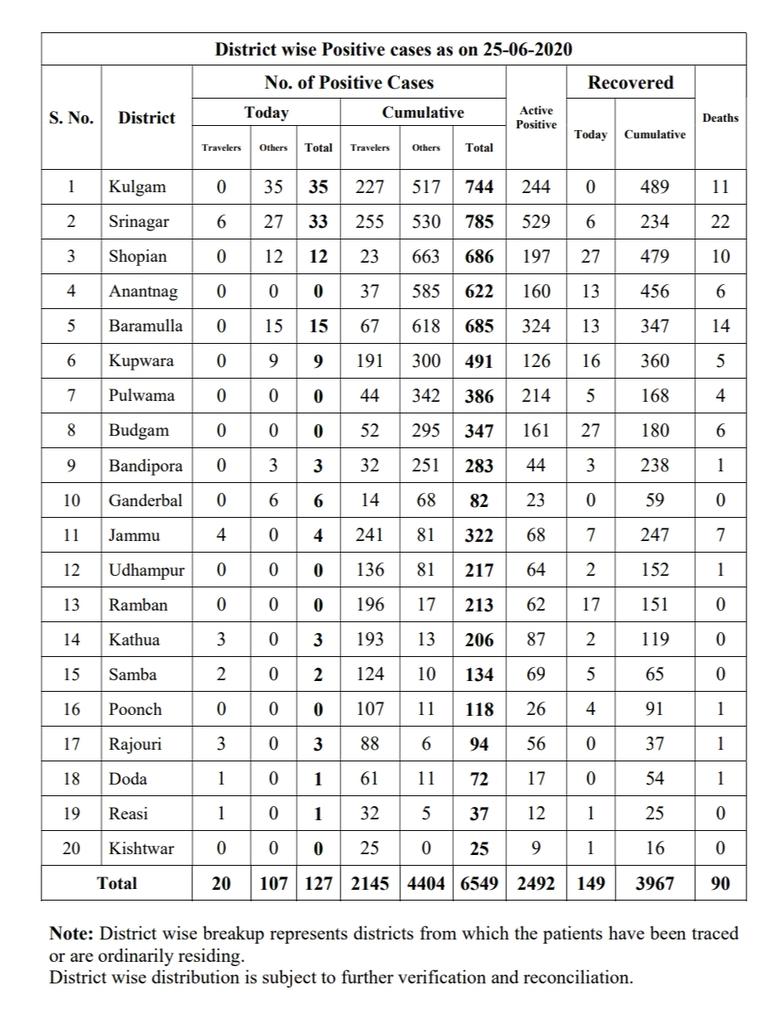 District wise Positive cases as on 25-06-2020
S. No. District No. of Positive Cases Active Positive Recovered Deaths
Today Cumulative Today Cumulative
Travelers Others Total Travelers Others Total
1 Kulgam 0 35 35 227 517 744 244 0 489 11
2 Srinagar 6 27 33 255 530 785 529 6 234 22
3 Shopian 0 12 12 23 663 686 197 27 479 10
4 Anantnag 0 0 0 37 585 622 160 13 456 6
5 Baramulla 0 15 15 67 618 685 324 13 347 14
6 Kupwara 0 9 9 191 300 491 126 16 360 5
7 Pulwama 0 0 0 44 342 386 214 5 168 4
8 Budgam 0 0 0 52 295 347 161 27 180 6
9 Bandipora 0 3 3 32 251 283 44 3 238 1
10 Ganderbal 0 6 6 14 68 82 23 0 59 0
11 Jammu 4 0 4 241 81 322 68 7 247 7
12 Udhampur 0 0 0 136 81 217 64 2 152 1
13 Ramban 0 0 0 196 17 213 62 17 151 0
14 Kathua 3 0 3 193 13 206 87 2 119 0
15 Samba 2 0 2 124 10 134 69 5 65 0
16 Poonch 0 0 0 107 11 118 26 4 91 1
17 Rajouri 3 0 3 88 6 94 56 0 37 1
18 Doda 1 0 1 61 11 72 17 0 54 1
19 Reasi 1 0 1 32 5 37 12 1 25 0
20 Kishtwar 0 0 0 25 0 25 9 1 16 0
Total 20 107 127 2145 4404 6549 2492 149 3967 90
Note: District wise breakup represents districts from which the patients have been traced
or are ordinarily residing.
District wise distribution is subject to further verification and reconciliation.